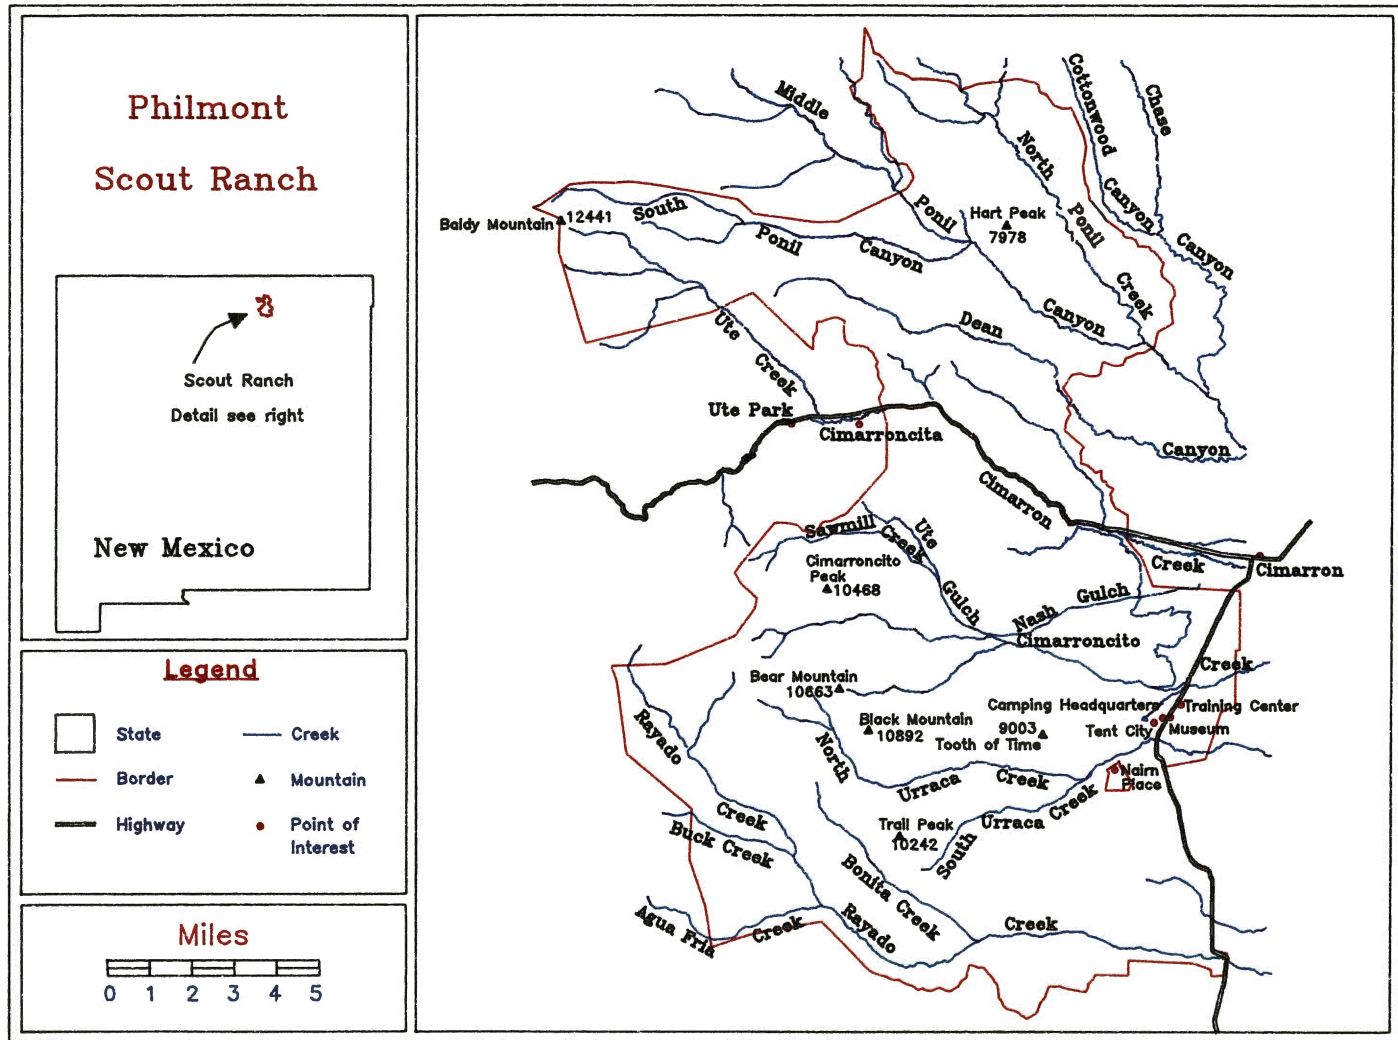 Philmont
Scout Ranch
Scout Ranch
Detail see right
New Mexico
Legend
State
Creek
Border
Mountain
Highway
Point of
Interest
Miles
0 1 2 3 4 5
Middle
Ponil
Canyon
North
Ponil
Creek
Cottonwood
Canyon
Chase
Canyon
Hart Peak
7978
Baldy Mountain
12441
South
Ponil
Canyon
Dean
Canyon
Ute
Creek
Ute Park
Cimarroncita
Cimarron
Creek
Cimarron
Sawmill
Creek
Ute
Gulch
Cimarroncito
Peak
10468
Nash Gulch
Cimarroncito
Creek
Bear Mountain
10663
Black Mountain
10892
Camping Headquarters
Training Center
9003
Tooth of Time
Tent City
Museum
Nairn
Place
Rayado
Creek
North
Urraca
Creek
South
Urraca
Creek
Trail Peak
10242
Buck Creek
Bonita Creek
Agua Fria
Creek
Rayado
Creek